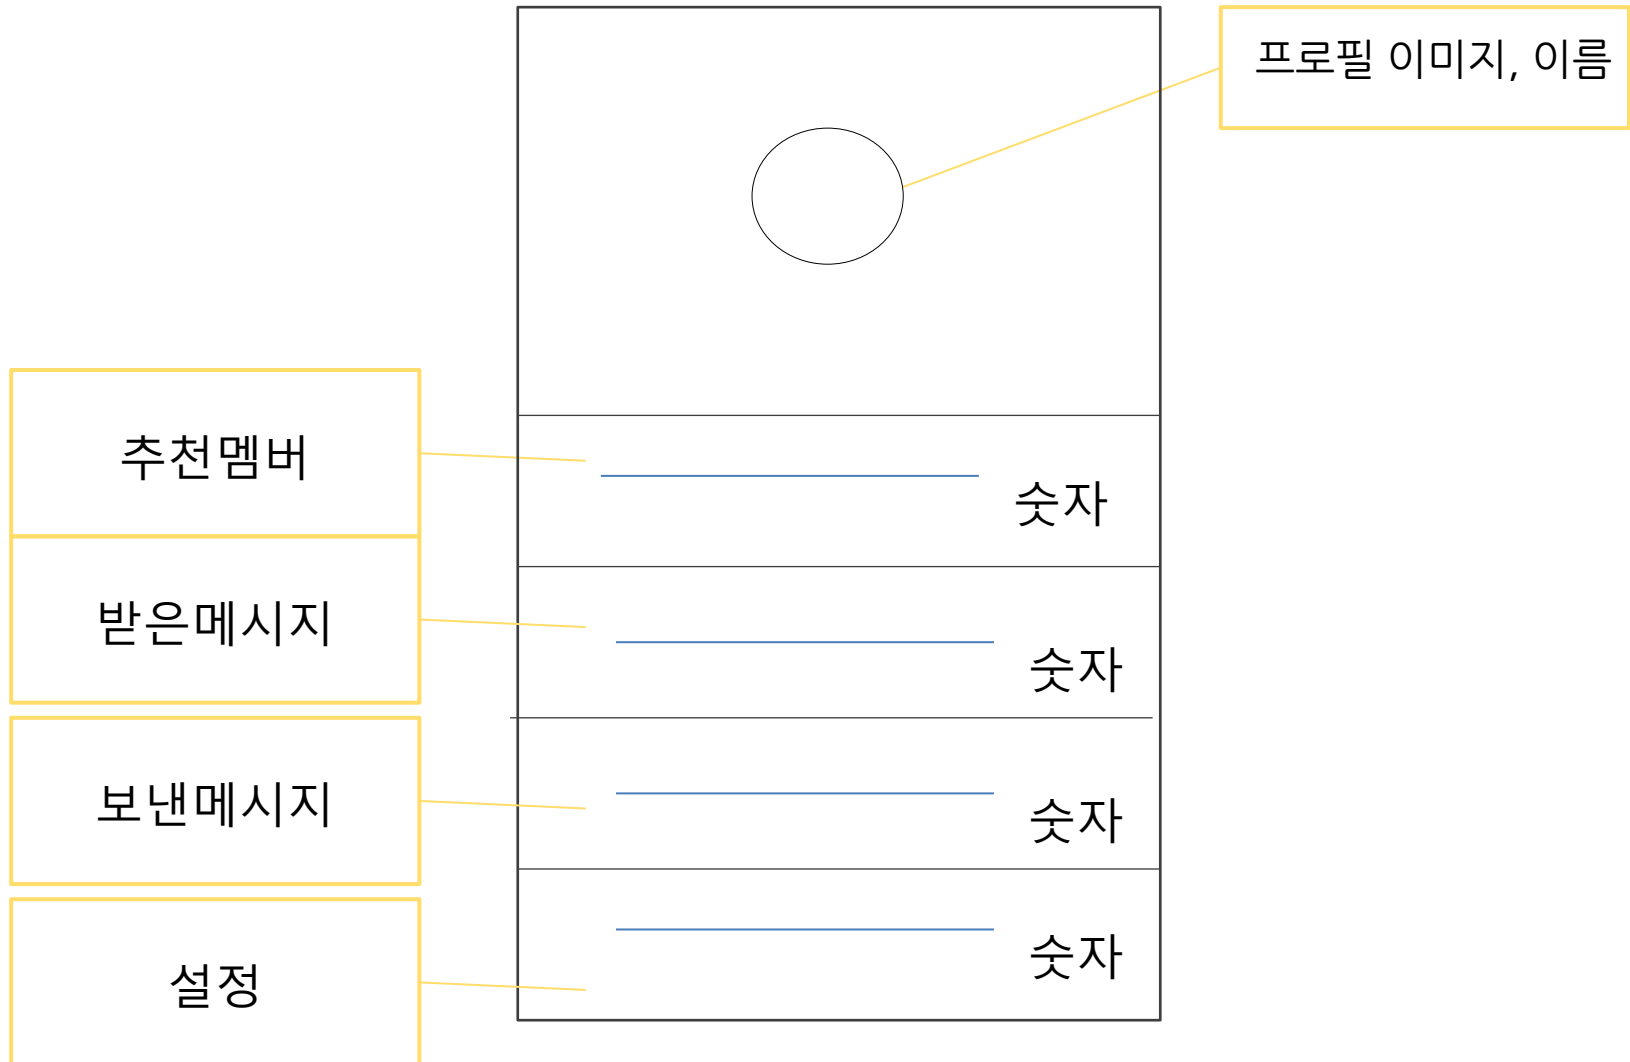 프로필 이미지, 이름
추천멤버
숫자
받은메시지
숫자
보낸메시지
숫자
설정
숫자